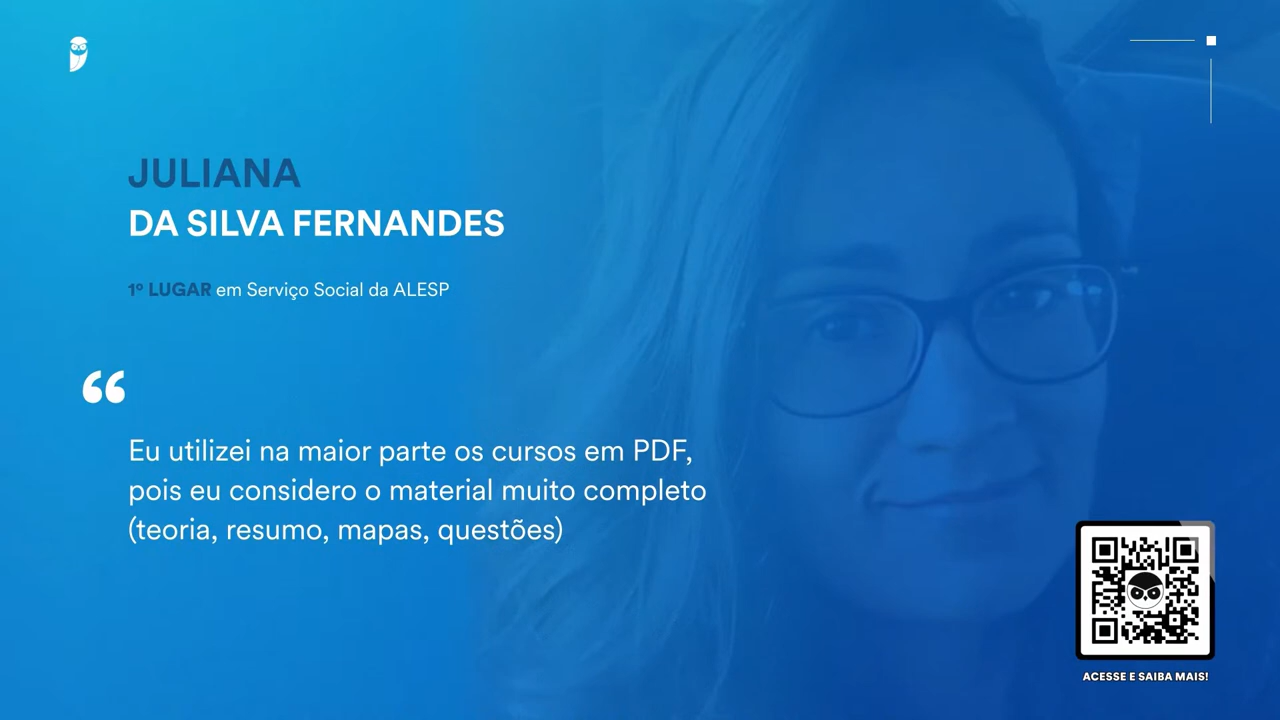 JULIANA
DA SILVA FERNANDES
1º LUGAR em Serviço Social da ALESP
“
Eu utilizei na maior parte os cursos em PDF,
pois eu considero o material muito completo
(teoria, resumo, mapas, questões)
ACESSE E SAIBA MAIS!